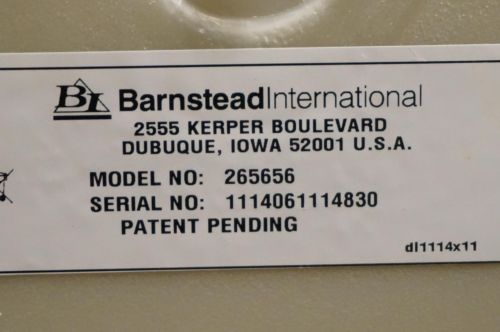 BI BarnsteadInternational
2555 KERPER BOULEVARD
DUBUQUE, IOWA 52001 U.S.A.
MODEL NO: 265656
SERIAL NO: 1114061114830
PATENT PENDING
dl1114x11